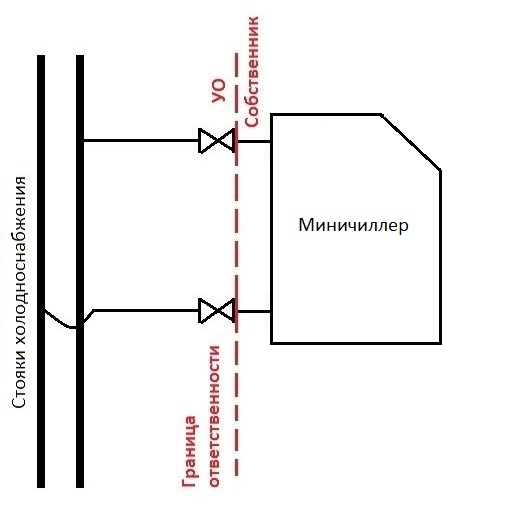 Стояки холодноснабжения
УО
Собственник
Миничиллер
Граница
ответственности